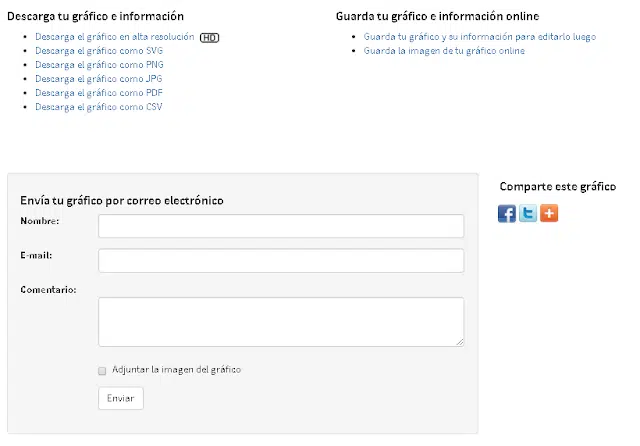 Descarga tu gráfico e información
Descarga el gráfico en alta resolución HD
Descarga el gráfico como SVG
Descarga el gráfico como PNG
Descarga el gráfico como JPG
Descarga el gráfico como PDF
Descarga el gráfico como CSV
Guarda tu gráfico e información online
Guarda tu gráfico y su información para editarlo luego
Guarda la imagen de tu gráfico online
Envía tu gráfico por correo electrónico
Nombre:
E-mail:
Comentario:
Adjuntar la imagen del gráfico
Enviar
Comparte este gráfico